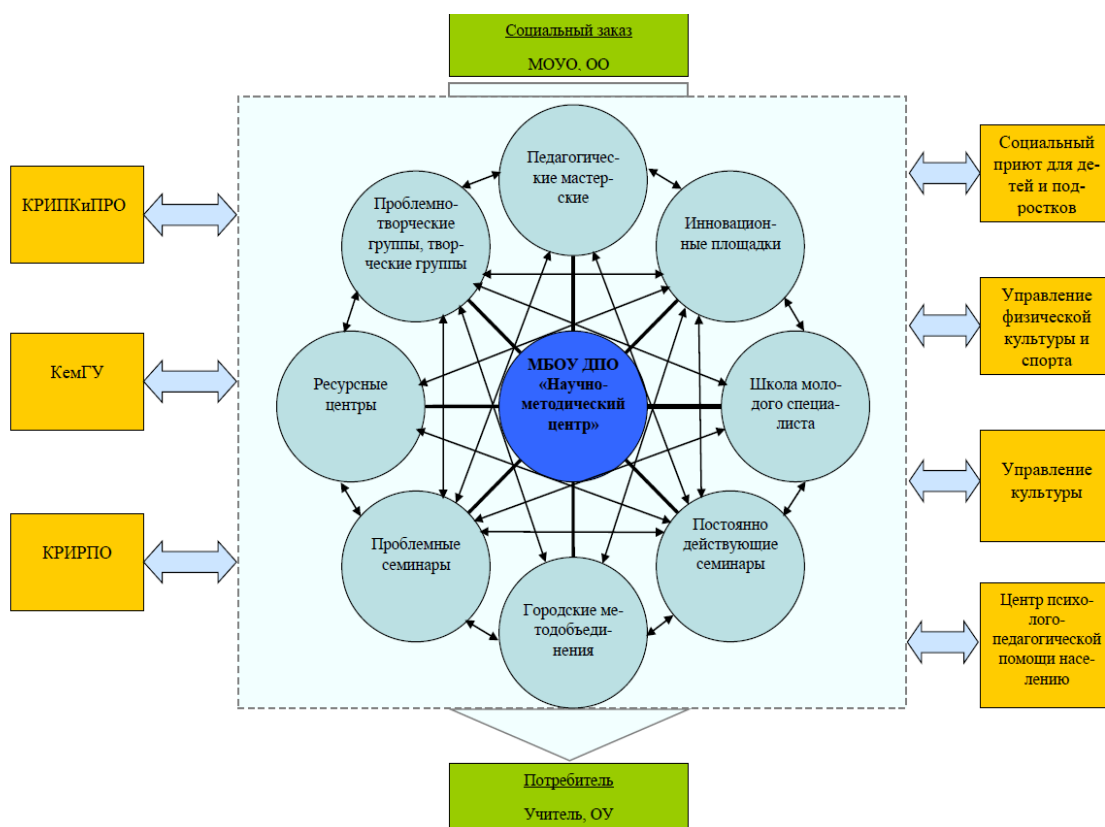 Социальный заказ
МОУО, ОО
КРИПКиПРО
КемГУ
КРИРПО
Педагогичес-
кие мастер-
ские
Проблемно-
творческие
группы, твор-
ческие группы
Инновацион-
ные площадки
Ресурсные
центры
МБОУ ДПО
«Научно-
методический
центр»
Школа моло-
дого специа-
листа
Проблемные
семинары
Постоянно
действующие
семинары
Городские ме-
тодобъеди-
нения
Социальный
приют для де-
тей и под-
ростков
Управление
физической
культуры и
спорта
Управление
культуры
Центр психо-
лого-
педагогической
помощи насе-
лению
Потребитель
Учитель, ОУ